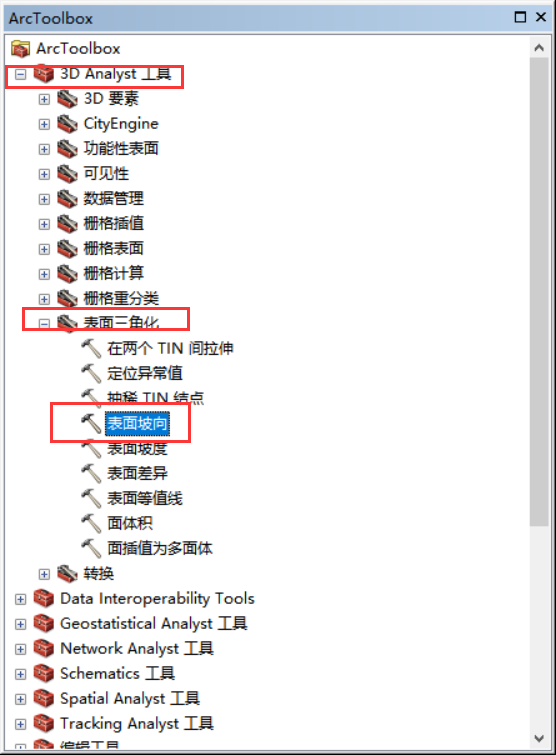 ArcToolbox
ArcToolbox
3D Analyst 工具
3D 要素
CityEngine
功能性表面
可见性
数据管理
栅格插值
栅格表面
栅格计算
栅格重分类
表面三角化
在两个 TIN 间拉伸
定位异常值
抽稀 TIN 结点
表面坡向
表面坡度
表面差异
表面等值线
面体积
面插值为多面体
转换
Data Interoperability Tools
Geostatistical Analyst 工具
Network Analyst 工具
Schematics 工具
Spatial Analyst 工具
Tracking Analyst 工具
编辑工具